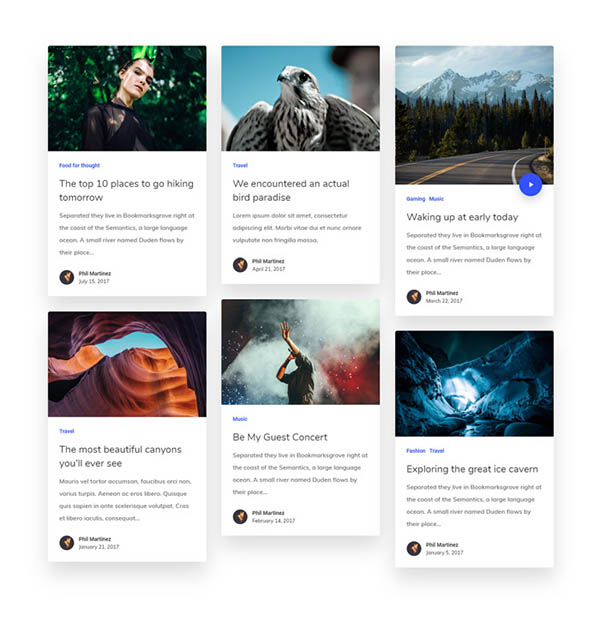 Food for thought
The top 10 places to go hiking
tomorrow
Separated they live in Bookmarksgrove right at
the coast of the Semantics, a large language
ocean. A small river named Duden flows by
their place...
Phil Martinez
July 15, 2017
Travel
We encountered an actual
bird paradise
Lorem ipsum dolor sit amet, consectetur
adipiscing elit. Morbi vitae dui et nunc ornare
vulputate non fringilla massa.
Phil Martinez
April 21, 2017
Gaming Music
Waking up at early today
Separated they live in Bookmarksgrove right at
the coast of the Semantics, a large language
ocean. A small river named Duden flows by
their place...
Phil Martinez
March 22, 2017
Travel
The most beautiful canyons
you'll ever see
Mauris vel tortor accumsan, faucibus orci non,
varius turpis. Aenean ac eros libero. Quisque
quis sapien in ante scelerisque volutpat. Cras
et libero iaculis, consequat...
Phil Martinez
January 21, 2017
Music
Be My Guest Concert
Separated they live in Bookmarksgrove right at
the coast of the Semantics, a large language
ocean. A small river named Duden flows by
their place...
Phil Martinez
February 14, 2017
Fashion Travel
Exploring the great ice cavern
Separated they live in Bookmarksgrove right at
the coast of the Semantics, a large language
ocean. A small river named Duden flows by
their place...
Phil Martinez
January 5, 2017